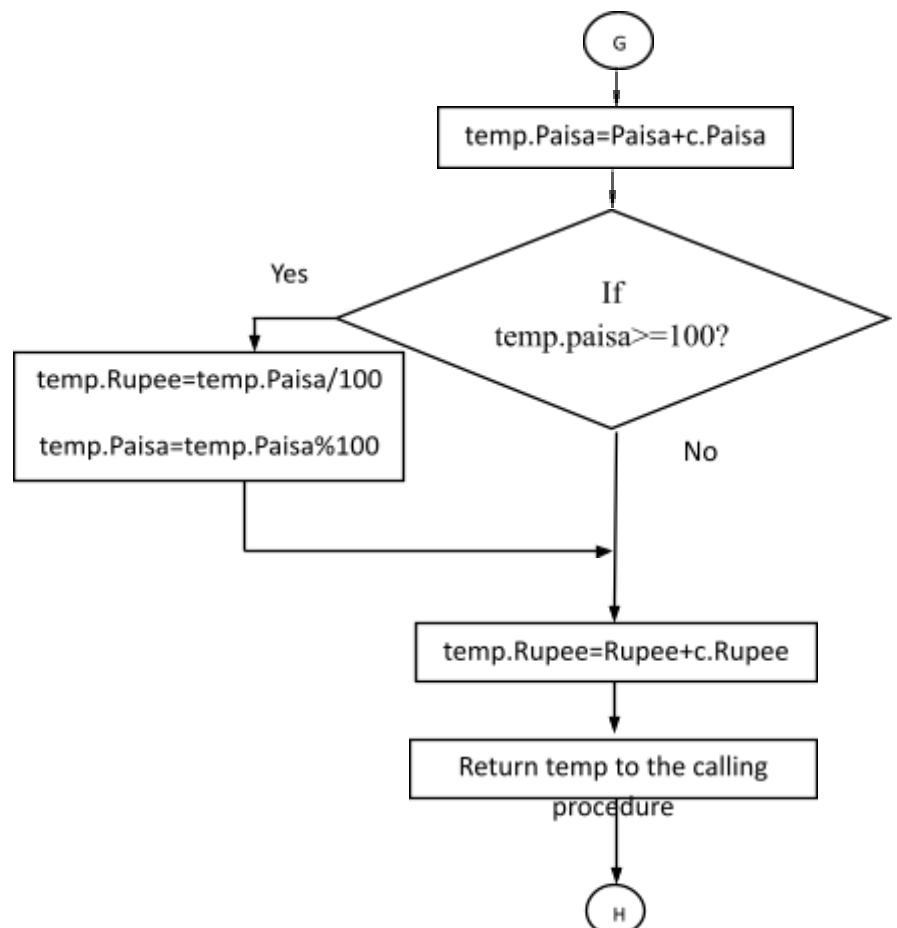 G
temp.Paisa=Paisa+c.Paisa
Yes
If
temp.paisa>=100?
temp.Rupee=temp.Paisa/100
temp.Paisa=temp.Paisa%100
No
temp.Rupee=Rupee+c.Rupee
Return temp to the calling
procedure
H